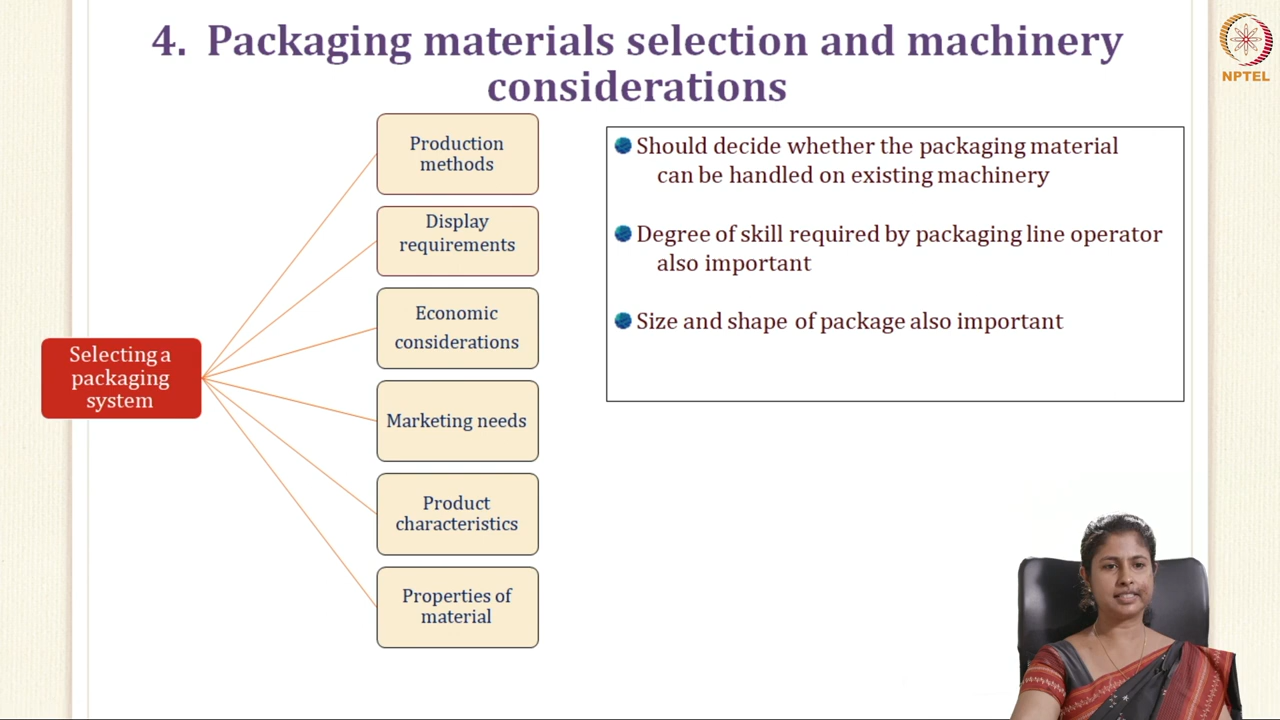 4. Packaging materials selection and machinery
considerations
NPTEL
Selecting a
packaging
system
Production
methods
Display
requirements
Economic
considerations
Marketing needs
Product
characteristics
Properties of
material
Should decide whether the packaging material
can be handled on existing machinery
Degree of skill required by packaging line operator
also important
Size and shape of package also important